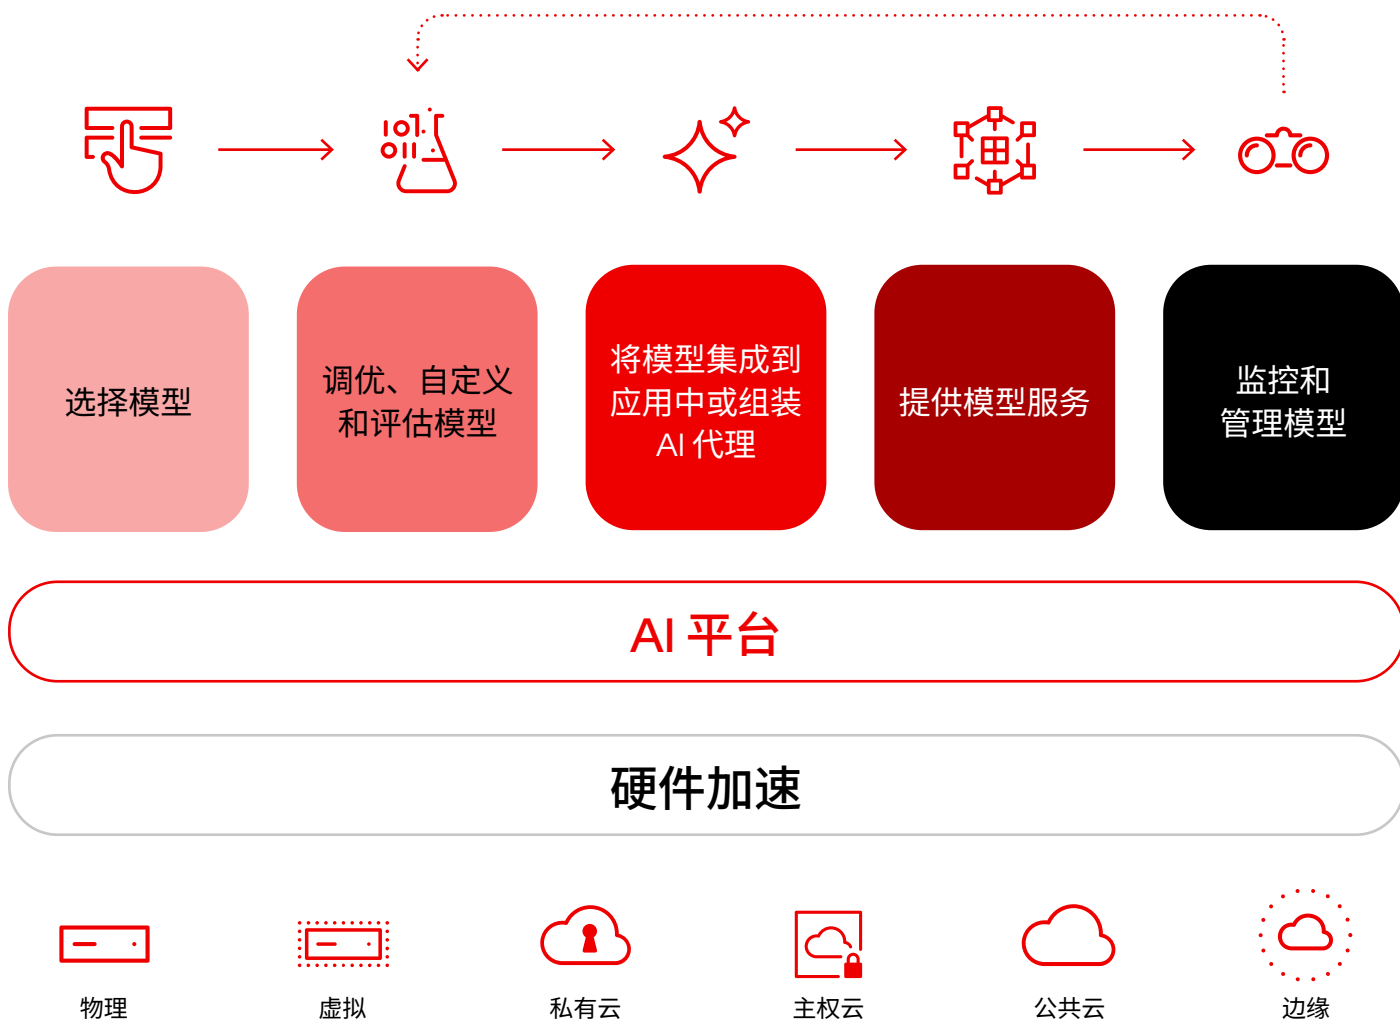 选择模型
调优、自定义
和评估模型
将模型集成到
应用中或组装
AI 代理
提供模型服务
监控和
管理模型
AI 平台
硬件加速
物理
虚拟
私有云
主权云
公共云
边缘